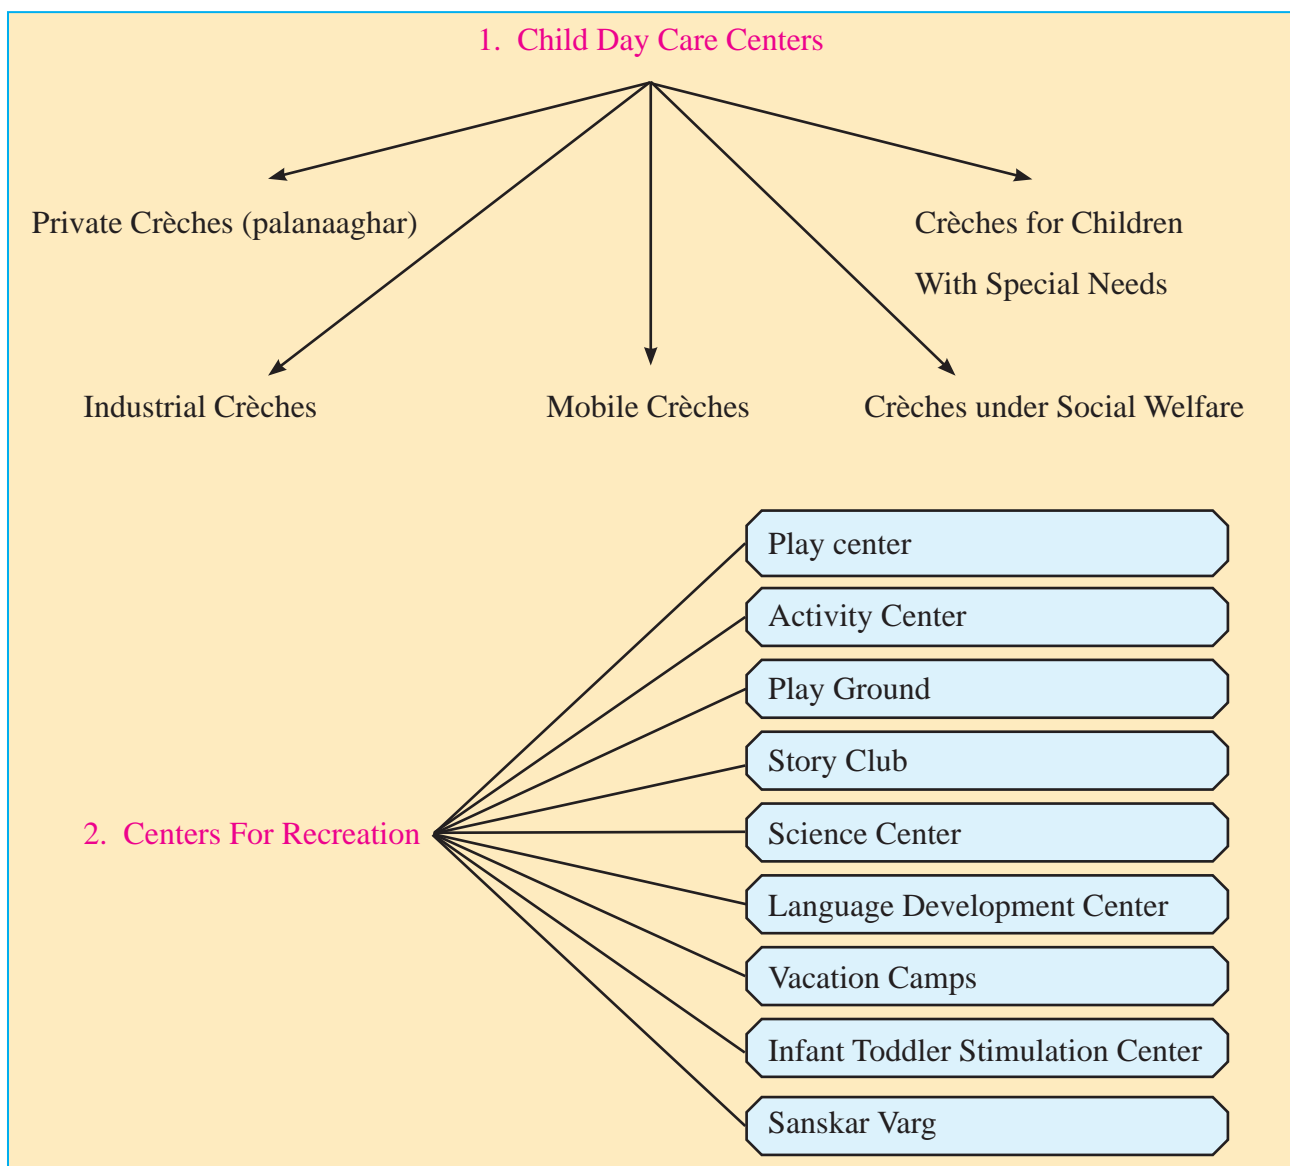 1. Child Day Care Centers
Private Crèches (palanaaghar)
Crèches for Children
With Special Needs
Industrial Crèches
Mobile Crèches
Crèches under Social Welfare
2. Centers For Recreation
Play center
Activity Center
Play Ground
Story Club
Science Center
Language Development Center
Vacation Camps
Infant Toddler Stimulation Center
Sanskar Varg